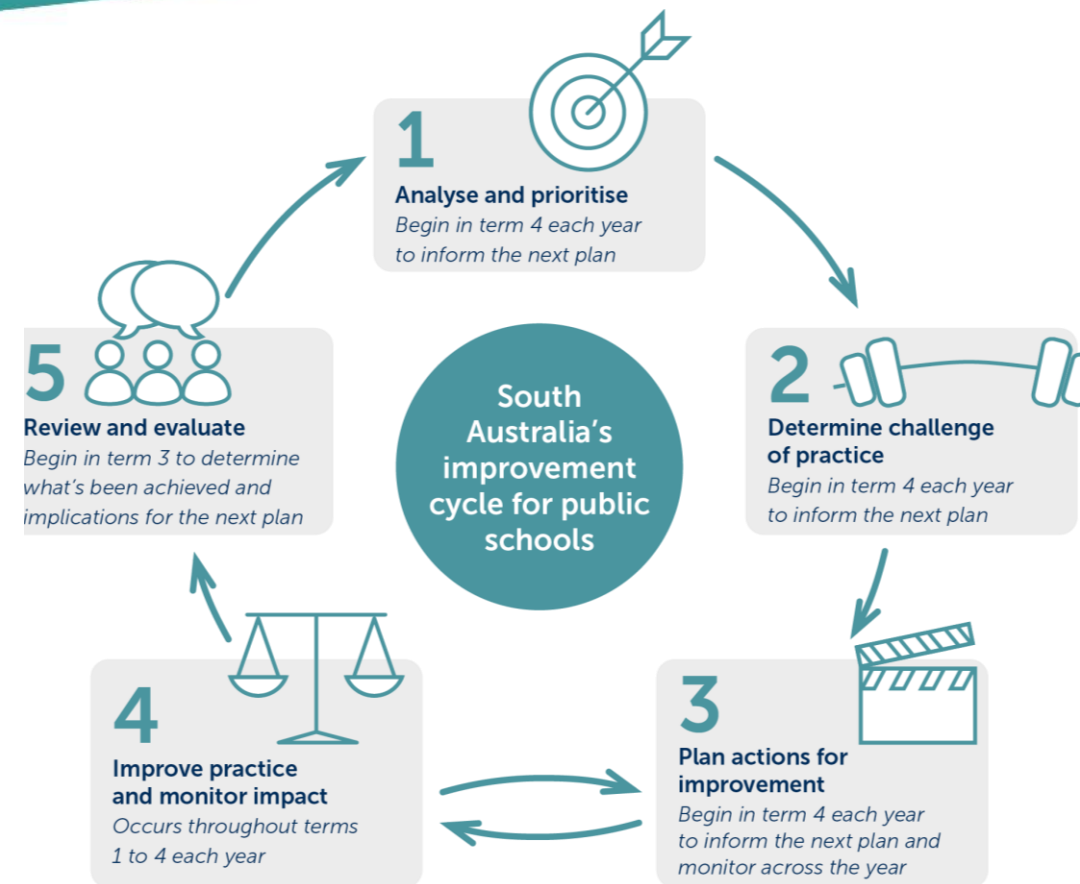 1
Analyse and prioritise
Begin in term 4 each year
to inform the next plan
2
Determine challenge
of practice
Begin in term 4 each year
to inform the next plan
3
Plan actions for
improvement
Begin in term 4 each year
to inform the next plan and
monitor across the year
4
Improve practice
and monitor impact
Occurs throughout terms
1 to 4 each year
5
Review and evaluate
Begin in term 3 to determine
what's been achieved and
implications for the next plan
South
Australia's
improvement
cycle for public
schools